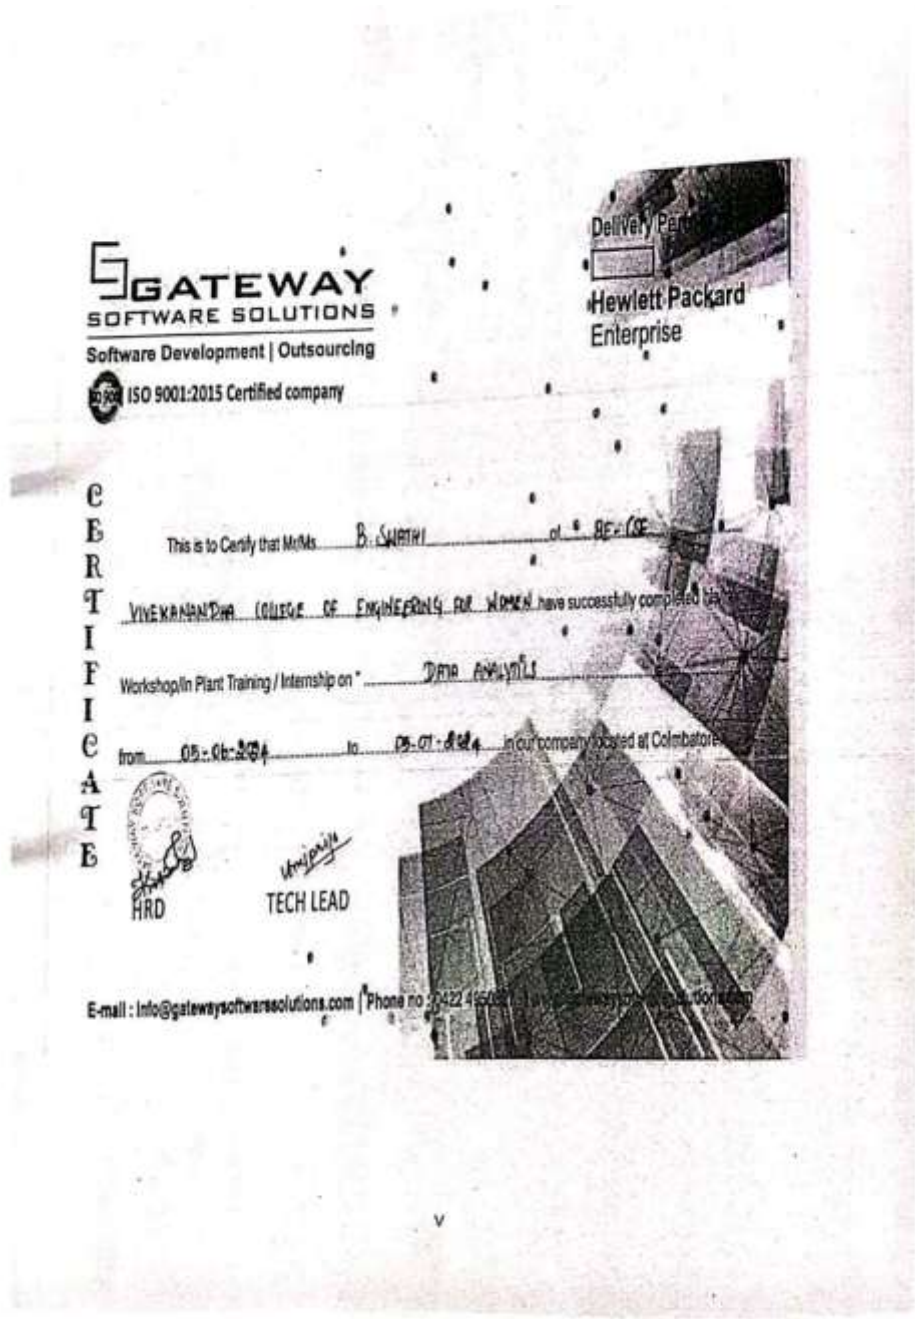 GATEWAY
SOFTWARE SOLUTIONS
Software Development | Outsourcing
ISO 9001:2015 Certified company
Delivery
Hewlett Packard
Enterprise
CERTIFICATE
This is to Certify that Mr/Ms B. SWATHI of BE-CSE
VIVEKANANDHA COLLEGE OF ENGINEERING FOR WOMEN have successfully completed
Workshop/In Plant Training / Internship on " DATA ANALYTICS
from 05-06-2024 to 05-07-2024 in our company located at Coimbatore
HRD
TECH LEAD
E-mail : Info@gatewaysoftwaresolutions.com | Phone no : 0422
v